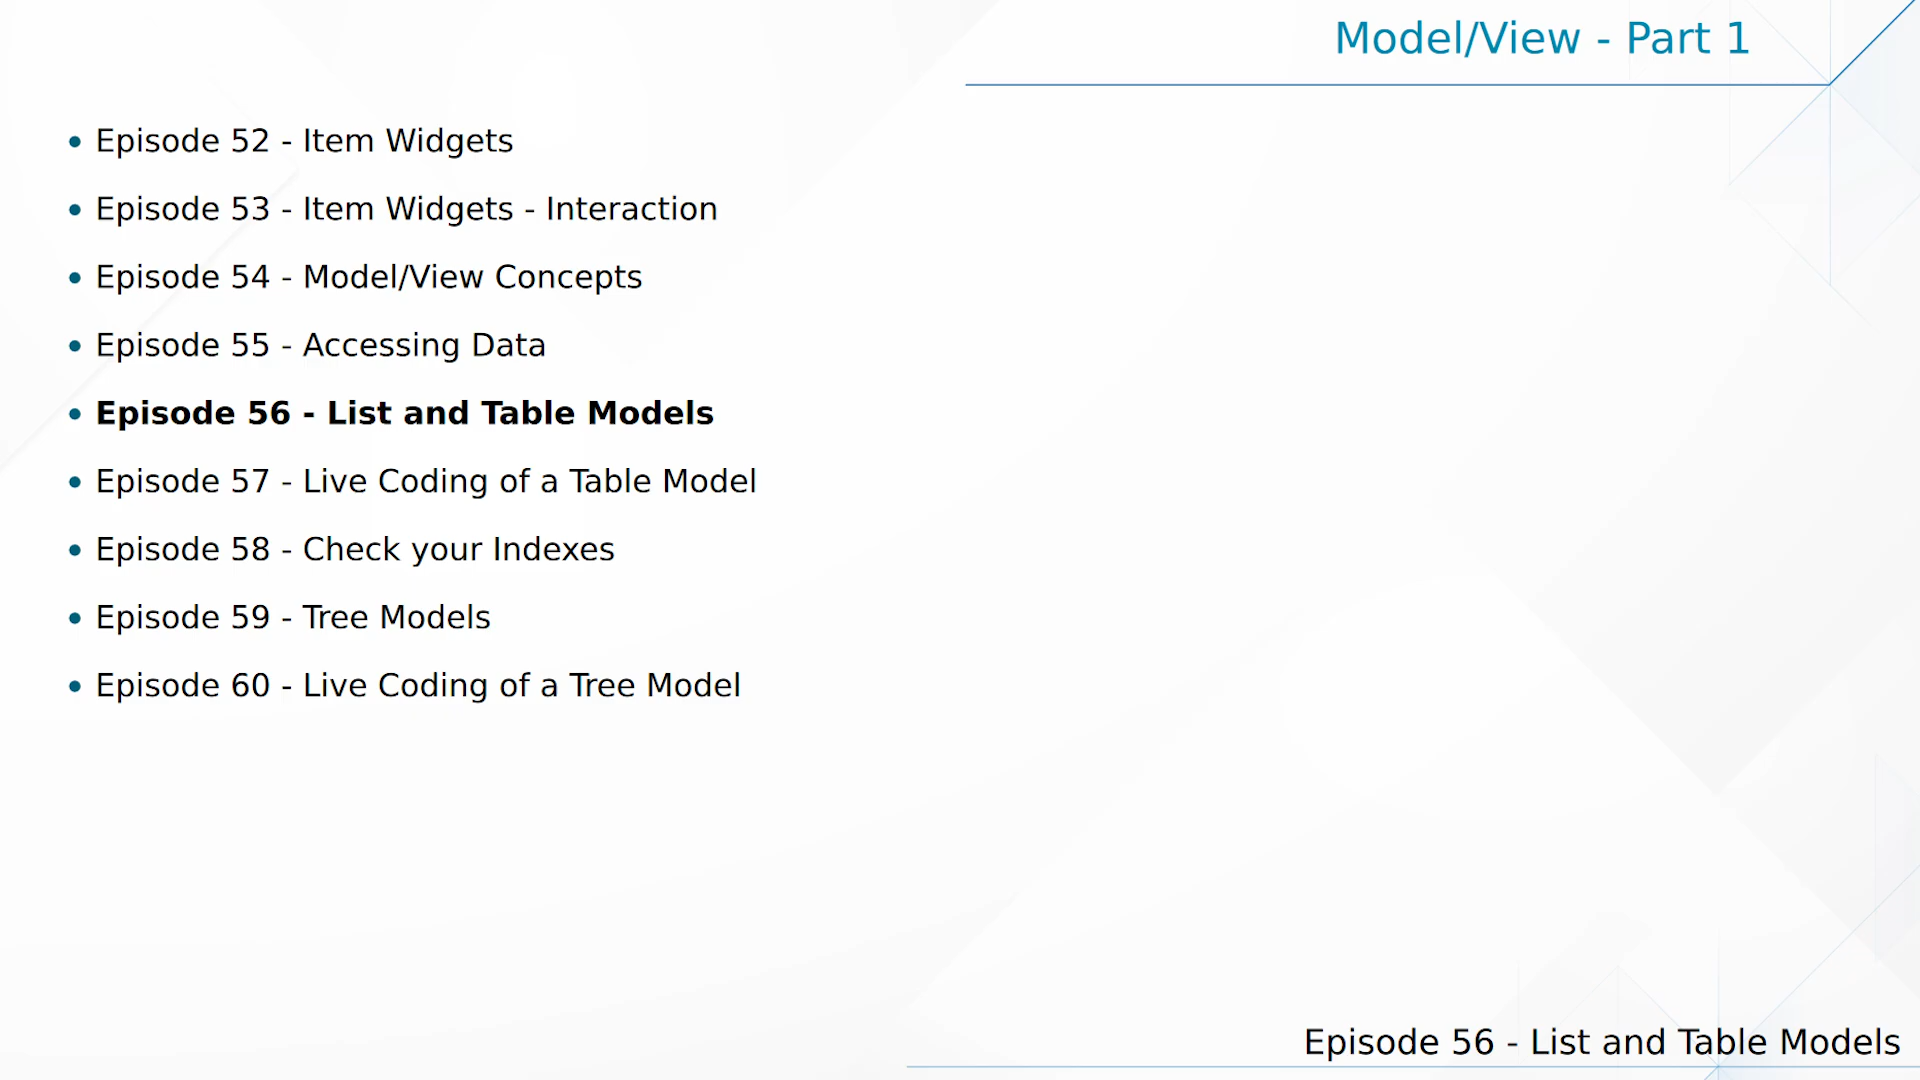 Model/View - Part 1
Episode 52 - Item Widgets
Episode 53 - Item Widgets - Interaction
Episode 54 - Model/View Concepts
Episode 55 - Accessing Data
Episode 56 - List and Table Models
Episode 57 - Live Coding of a Table Model
Episode 58 - Check your Indexes
Episode 59 - Tree Models
Episode 60 - Live Coding of a Tree Model
Episode 56 - List and Table Models